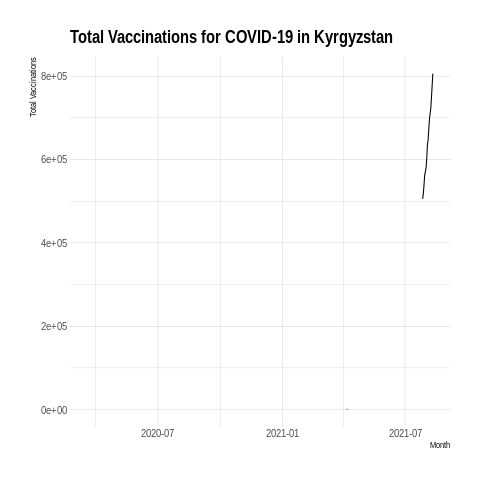 Total Vaccinations for COVID-19 in Kyrgyzstan
Total Vaccinations
8e+05
6e+05
4e+05
2e+05
0e+00
2020-07 2021-01 2021-07
Month